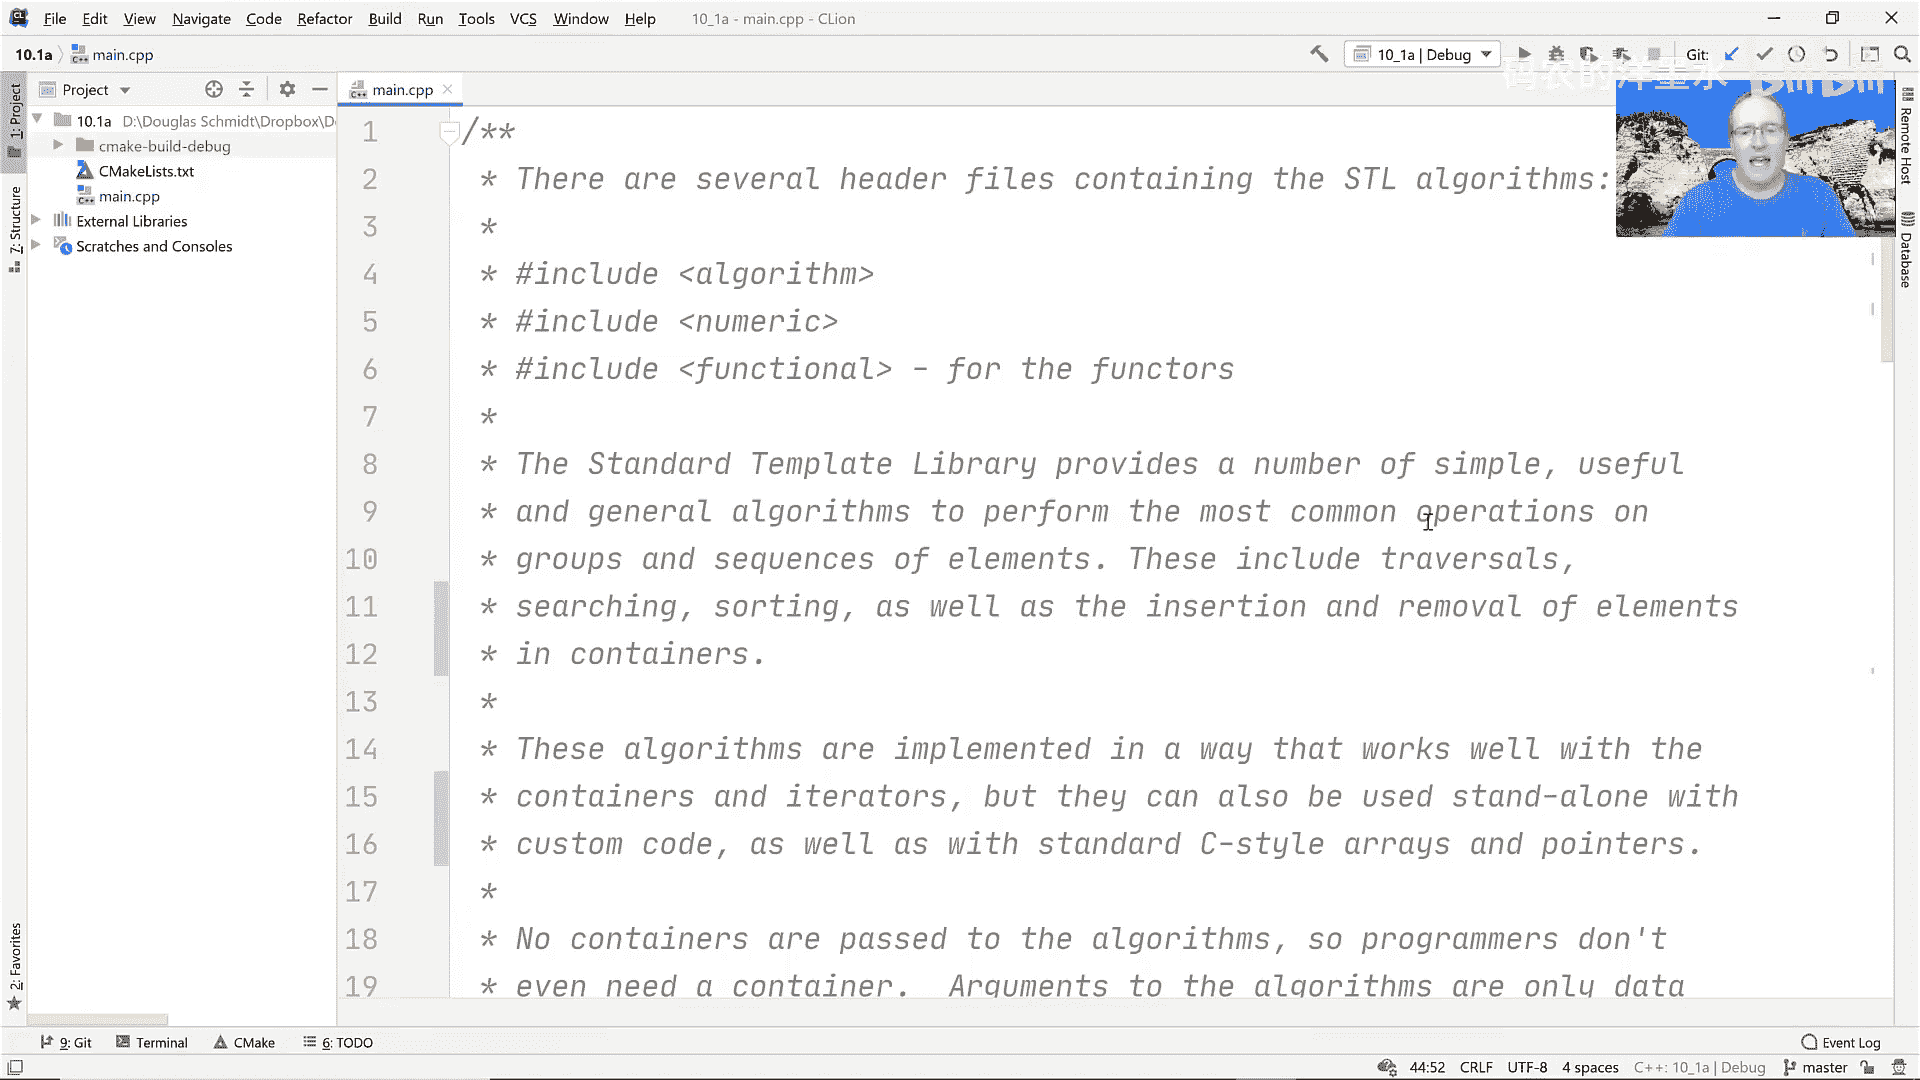 File Edit View Navigate Code Refactor Build Run Tools VCS Window Help 10_1a - main.cpp - CLion
10.1a main.cpp 10_1a | Debug Git:
码农的洋墨水 bilibili
1: Project
Project
main.cpp
10.1a D:\Douglas Schmidt\Dropbox\D
cmake-build-debug
CMakeLists.txt
main.cpp
External Libraries
Scratches and Consoles
7: Structure
2: Favorites
1 /**
2 * There are several header files containing the STL algorithms:
3 *
4 * #include <algorithm>
5 * #include <numeric>
6 * #include <functional> - for the functors
7 *
8 * The Standard Template Library provides a number of simple, useful
9 * and general algorithms to perform the most common operations on
10 * groups and sequences of elements. These include traversals,
11 * searching, sorting, as well as the insertion and removal of elements
12 * in containers.
13 *
14 * These algorithms are implemented in a way that works well with the
15 * containers and iterators, but they can also be used stand-alone with
16 * custom code, as well as with standard C-style arrays and pointers.
17 *
18 * No containers are passed to the algorithms, so programmers don't
19 * even need a container.  Arguments to the algorithms are only data
Remote Host
Database
9: Git Terminal CMake 6: TODO Event Log
44:52 CRLF UTF-8 4 spaces C++: 10_1a | Debug master